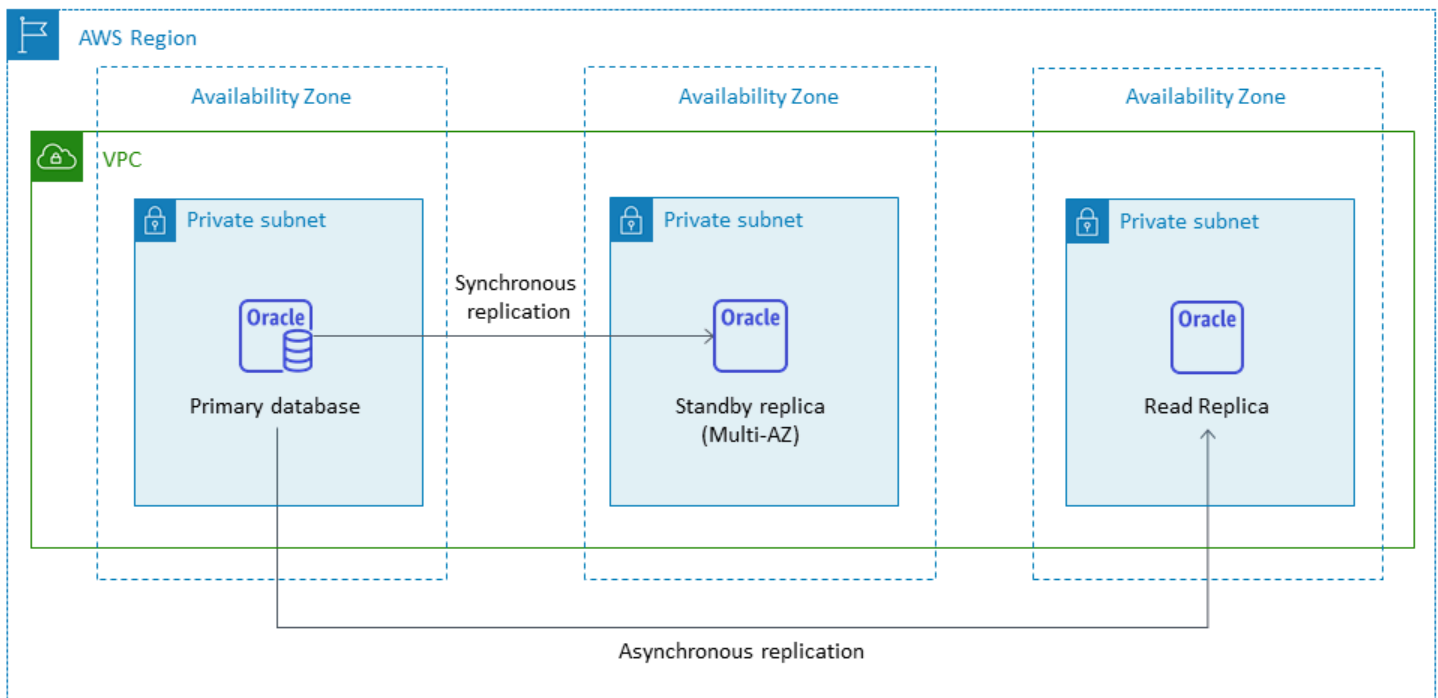 AWS Region
Availability Zone
Availability Zone
Availability Zone
VPC
Private subnet
Private subnet
Private subnet
Synchronous
replication
Oracle
Oracle
Oracle
Primary database
Standby replica
(Multi-AZ)
Read Replica
Asynchronous replication